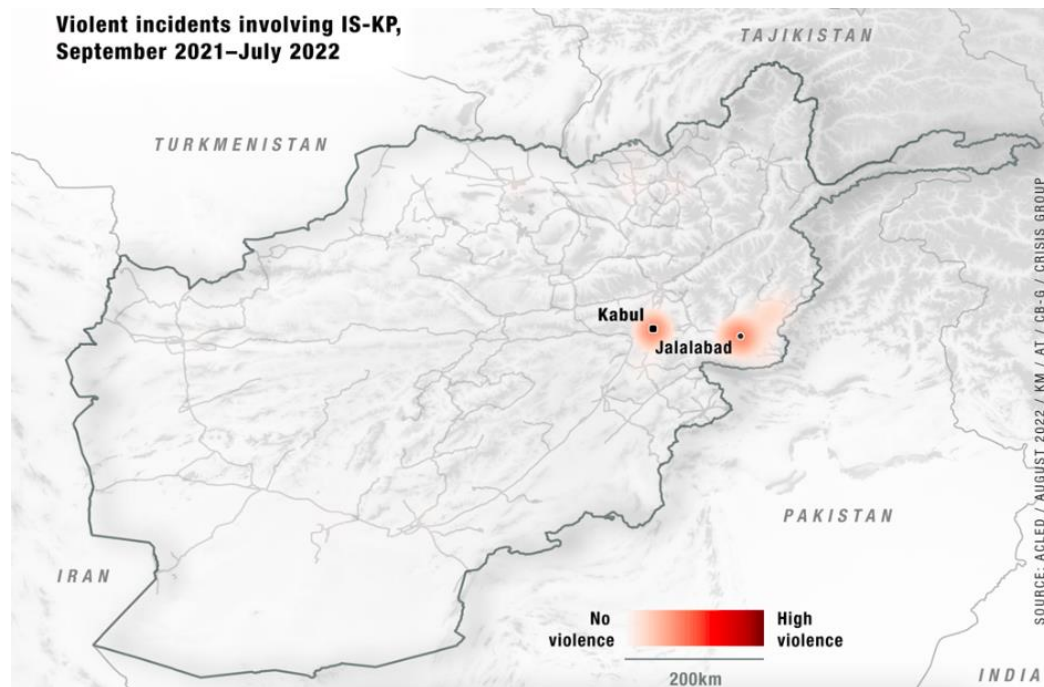 Violent incidents involving IS-KP,
September 2021–July 2022
TAJIKISTAN
TURKMENISTAN
Kabul
Jalalabad
PAKISTAN
IRAN
No
violence
High
violence
200km
INDIA
SOURCE: ACLED / AUGUST 2022 / KM / AT / CB-G / CRISIS GROUP